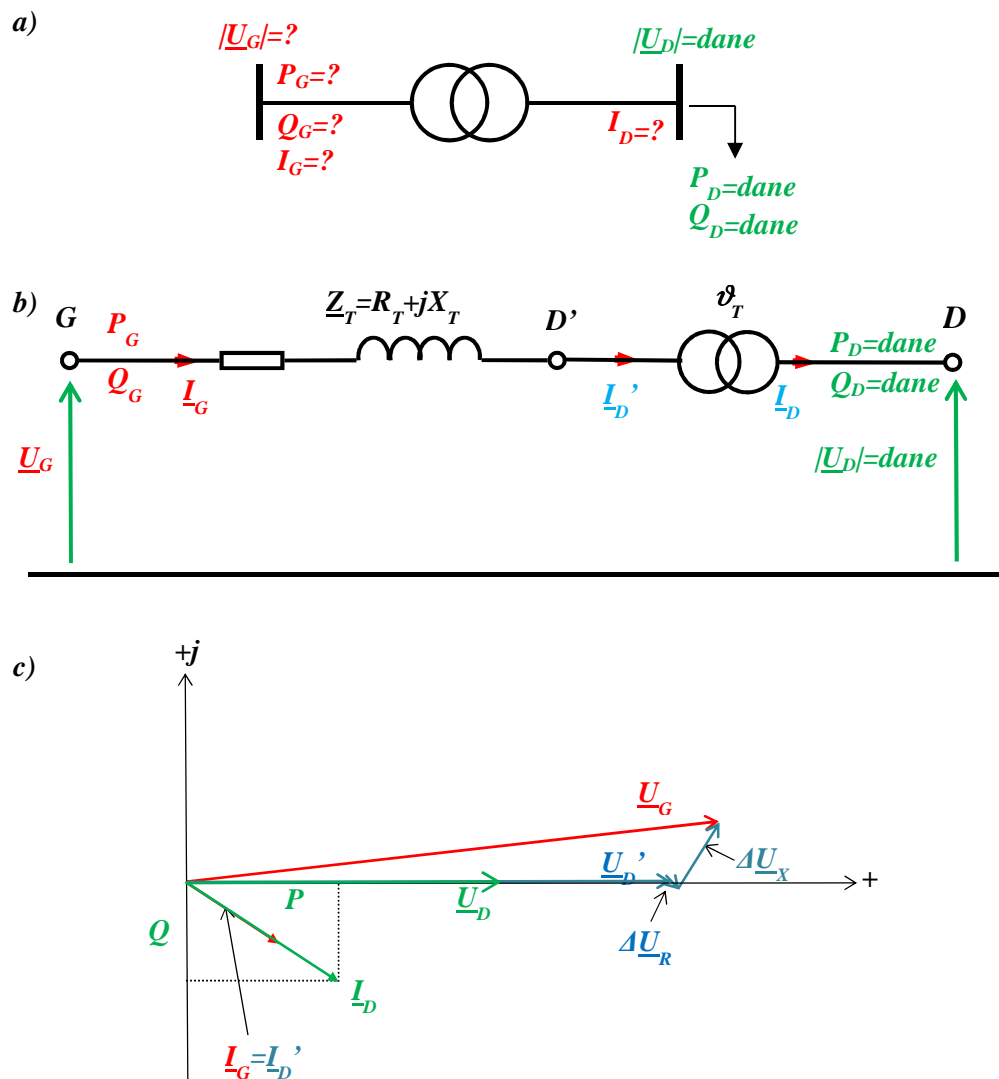 a)
|U_G|=?
|U_D|=dane
P_G=?
Q_G=?
I_G=?
I_D=?
P_D=dane
Q_D=dane
b)
Z_T=R_T+jX_T
ϑ_T
G
D’
D
P_G
P_D=dane
Q_G
I_G
I_D’
I_D
Q_D=dane
U_G
|U_D|=dane
c)
+j
U_G
U_D’
ΔU_X
+
P
U_D
Q
ΔU_R
I_D
I_G=I_D’